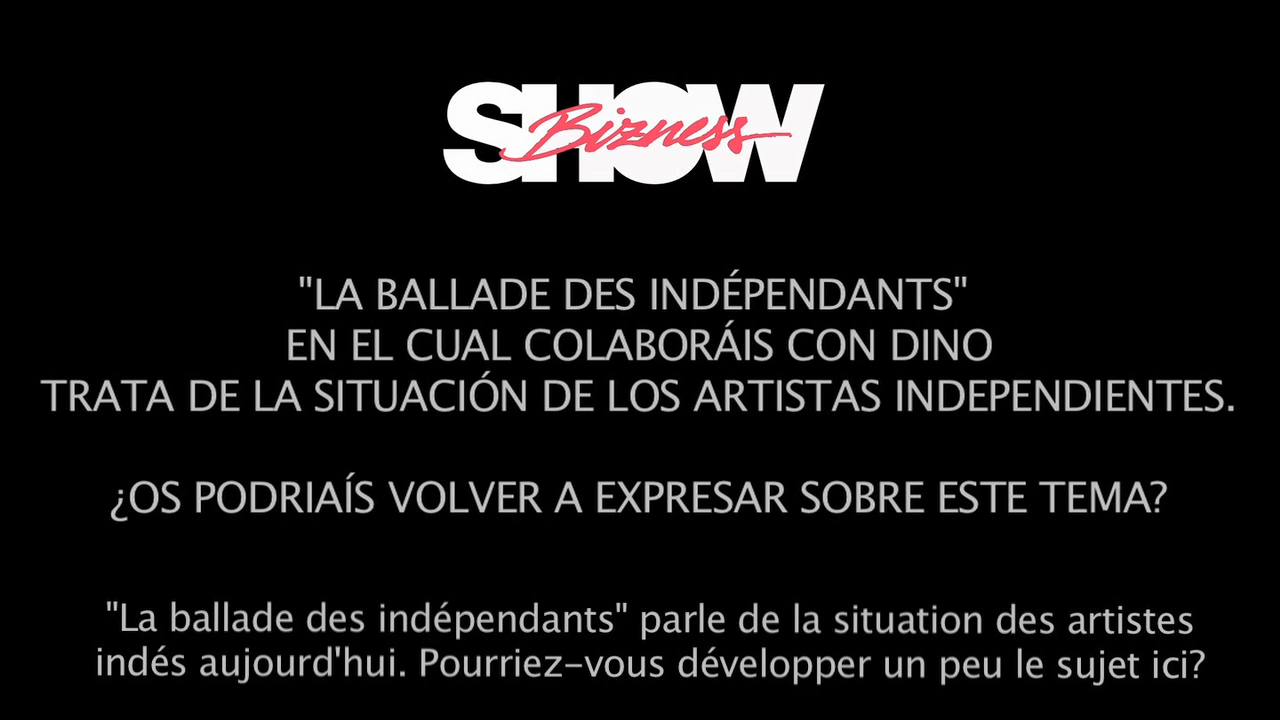 SHOW
Bizness
"LA BALLADE DES INDÉPENDANTS"
EN EL CUAL COLABORÁIS CON DINO
TRATA DE LA SITUACIÓN DE LOS ARTISTAS INDEPENDIENTES.
¿OS PODRIAÍS VOLVER A EXPRESAR SOBRE ESTE TEMA?
"La ballade des indépendants" parle de la situation des artistes
indés aujourd'hui. Pourriez-vous développer un peu le sujet ici?